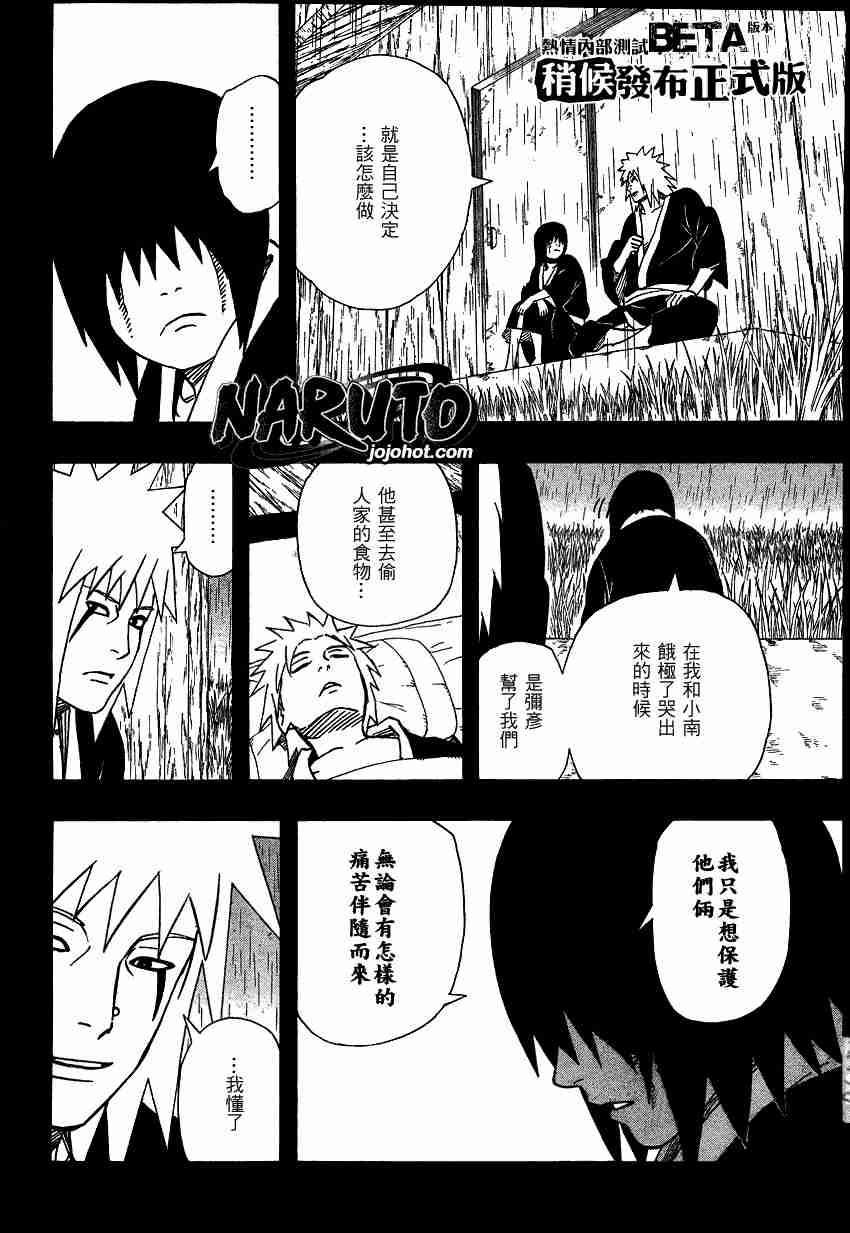 熱情內部測試BETA版本
稍候發布正式版
就是自己決定
…該怎麼做
………
NARUTO
jojohot.com
在我和小南
餓極了哭出
來的時候
是彌彥
幫了我們
他甚至去偷
人家的食物…
………
我只是想保護
他們倆
無論會有怎樣的
痛苦伴隨而來
…我懂了